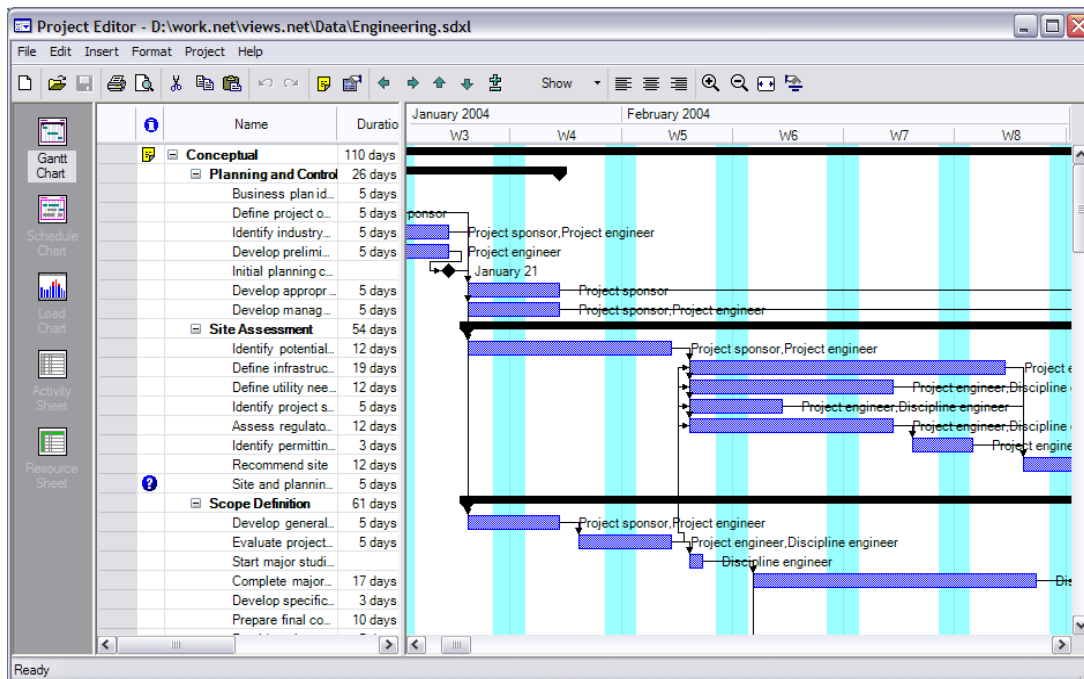 Project Editor - D:\work.net\views.net\Data\Engineering.sdxl
File Edit Insert Format Project Help
Show
Gantt Chart
Schedule Chart
Load Chart
Activity Sheet
Resource Sheet
Name Duratio
January 2004 February 2004
W3 W4 W5 W6 W7 W8
Conceptual 110 days
Planning and Control 26 days
Business plan id... 5 days
Define project o... 5 days ponsor
Identify industry... 5 days Project sponsor,Project engineer
Develop prelimi... 5 days Project engineer
Initial planning c... January 21
Develop appropr... 5 days Project sponsor
Develop manag... 5 days Project sponsor,Project engineer
Site Assessment 54 days
Identify potential... 12 days Project sponsor,Project engineer
Define infrastruc... 19 days Project e
Define utility nee... 12 days Project engineer,Discipline e
Identify project s... 5 days Project engineer,Discipline engineer
Assess regulato... 12 days Project engineer,Discipline e
Identify permittin... 3 days Project engine
Recommend site 12 days
Site and plannin... 5 days
Scope Definition 61 days
Develop general... 5 days Project sponsor,Project engineer
Evaluate project... 5 days Project engineer,Discipline engineer
Start major studi... Discipline engineer
Complete major... 17 days Dis
Develop specific... 3 days
Prepare final co... 10 days
Ready